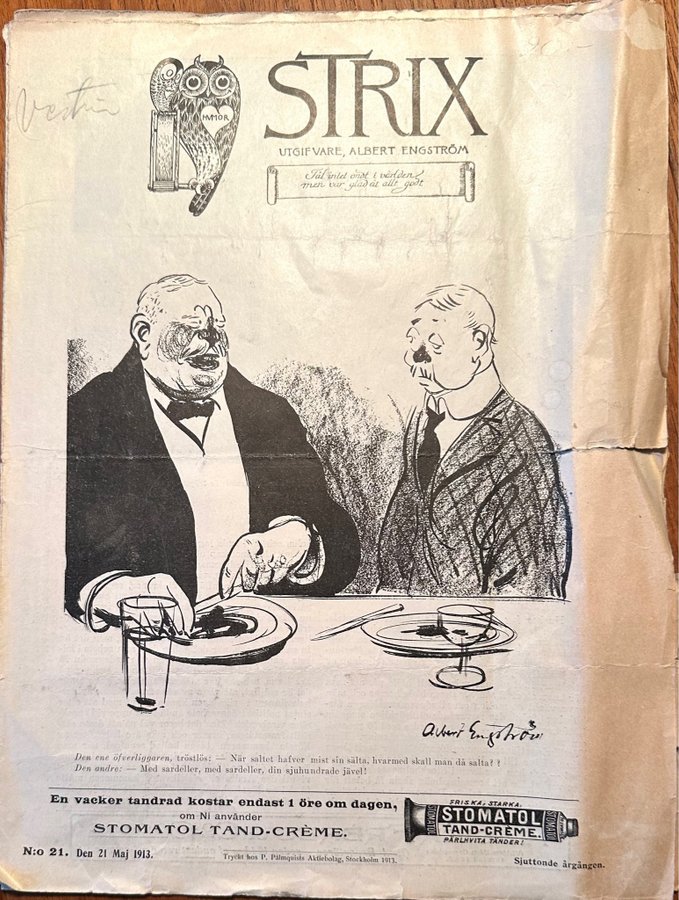 HUMOR
STRIX
UTGIFVARE, ALBERT ENGSTRÖM
Tål intet ondt i världen,
men var glad åt allt godt
Albert Engström
Den ene öfverliggaren, tröstlös: — När saltet hafver mist sin sälta, hvarmed skall man då salta??
Den andre: — Med sardeller, med sardeller, din sjuhundrade jävel!
En vacker tandrad kostar endast 1 öre om dagen,
om Ni använder
STOMATOL TAND-CRÈME.
FRISKA, STARKA,
STOMATOL
TAND-CRÈME.
PÄRLHVITA TÄNDER!
STOMATOL
STOMATOL
N:o 21. Den 21 Maj 1913.
Tryckt hos P. Palmquists Aktiebolag, Stockholm 1913.
Sjuttonde årgången.